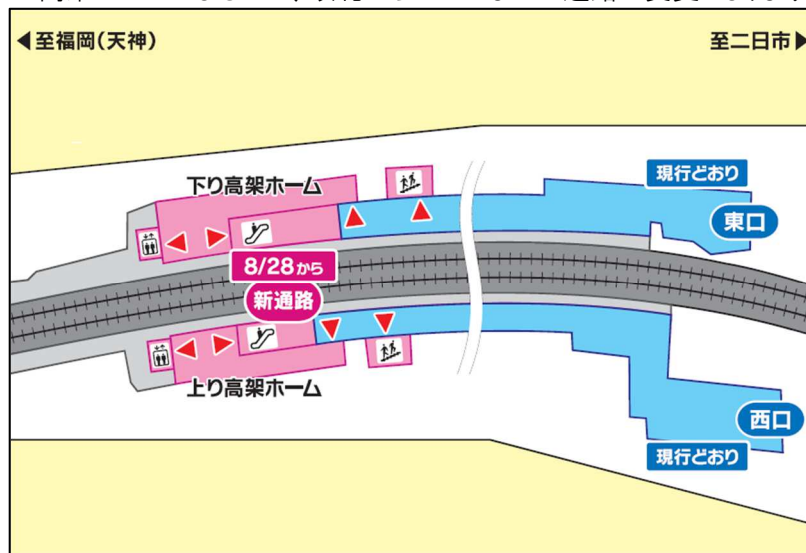 ◀至福岡(天神)
至二日市▶
現行どおり
下り高架ホーム
東口
8/28から
新通路
上り高架ホーム
西口
現行どおり